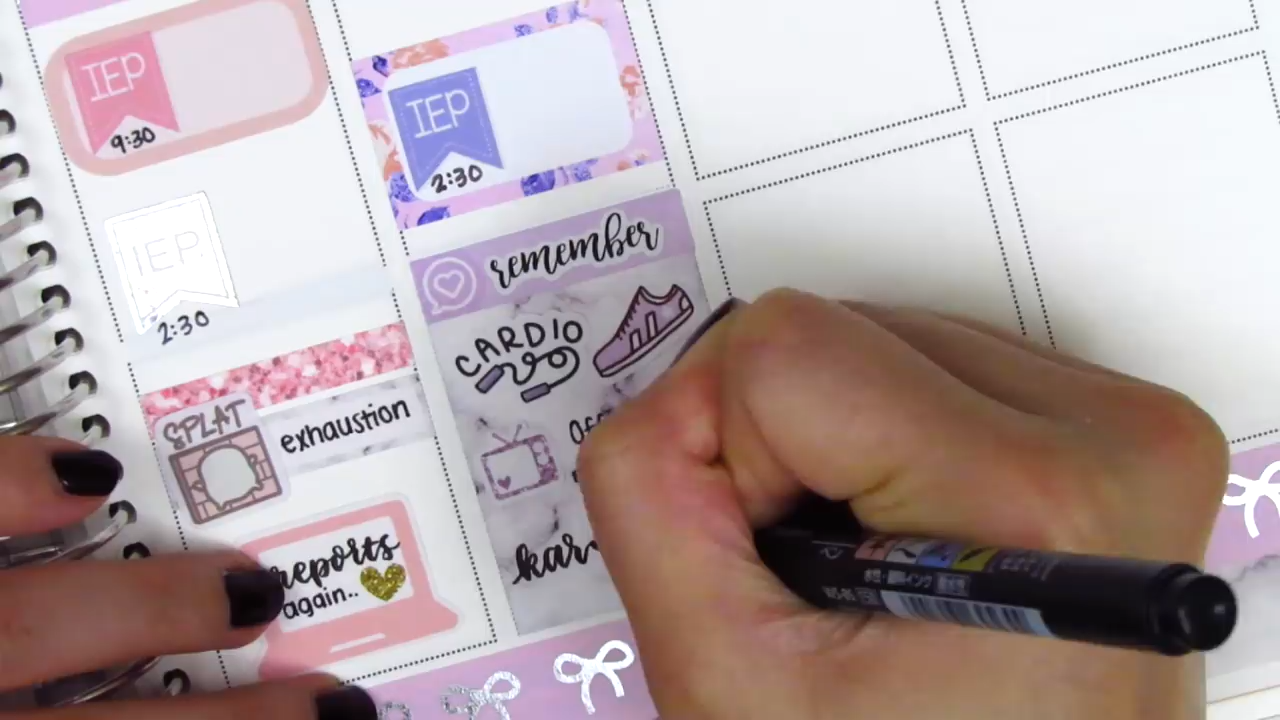 IEP
9:30
IEP
2:30
SPLAT
exhaustion
reports
again..
IEP
2:30
remember
CARDIO